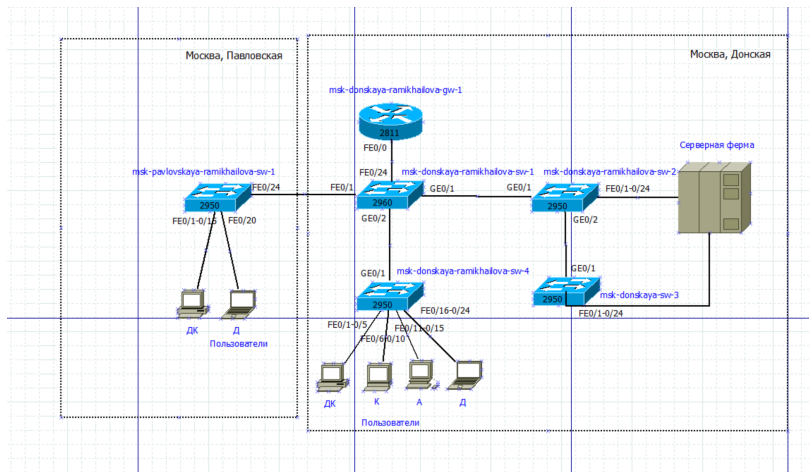 Москва, Павловская
Москва, Донская
msk-donskaya-ramikhailova-gw-1
2811
FE0/0
Серверная ферма
msk-pavlovskaya-ramikhailova-sw-1
FE0/24
msk-donskaya-ramikhailova-sw-1
msk-donskaya-ramikhailova-sw-2
FE0/24
FE0/1
GE0/1
GE0/1
FE0/1-0/24
2950
2960
2950
FE0/1-0/15
FE0/20
GE0/2
GE0/2
GE0/1
msk-donskaya-ramikhailova-sw-4
GE0/1
2950
2950
msk-donskaya-sw-3
FE0/16-0/24
FE0/1-0/24
FE0/1-0/5
FE0/11-0/15
FE0/6-0/10
ДК
Д
Пользователи
ДК
К
А
Д
Пользователи